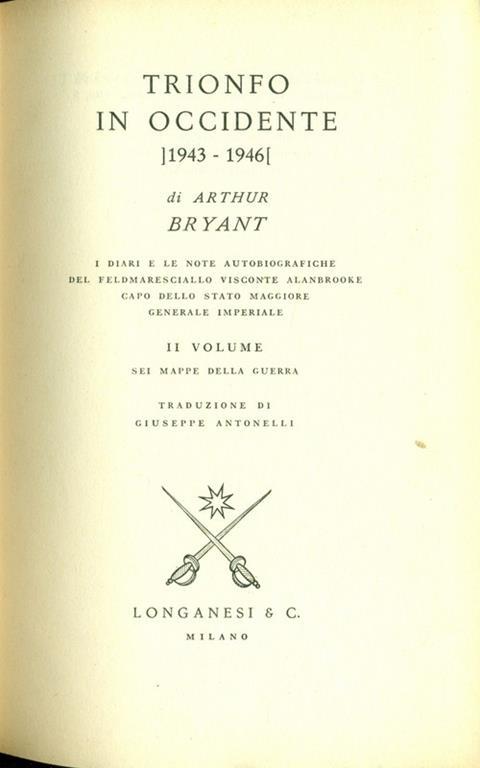 TRIONFO
IN OCCIDENTE
]1943 - 1946[
di ARTHUR
BRYANT
I DIARI E LE NOTE AUTOBIOGRAFICHE
DEL FELDMARESCIALLO VISCONTE ALANBROOKE
CAPO DELLO STATO MAGGIORE
GENERALE IMPERIALE
II VOLUME
SEI MAPPE DELLA GUERRA
TRADUZIONE DI
GIUSEPPE ANTONELLI
LONGANESI & C.
MILANO